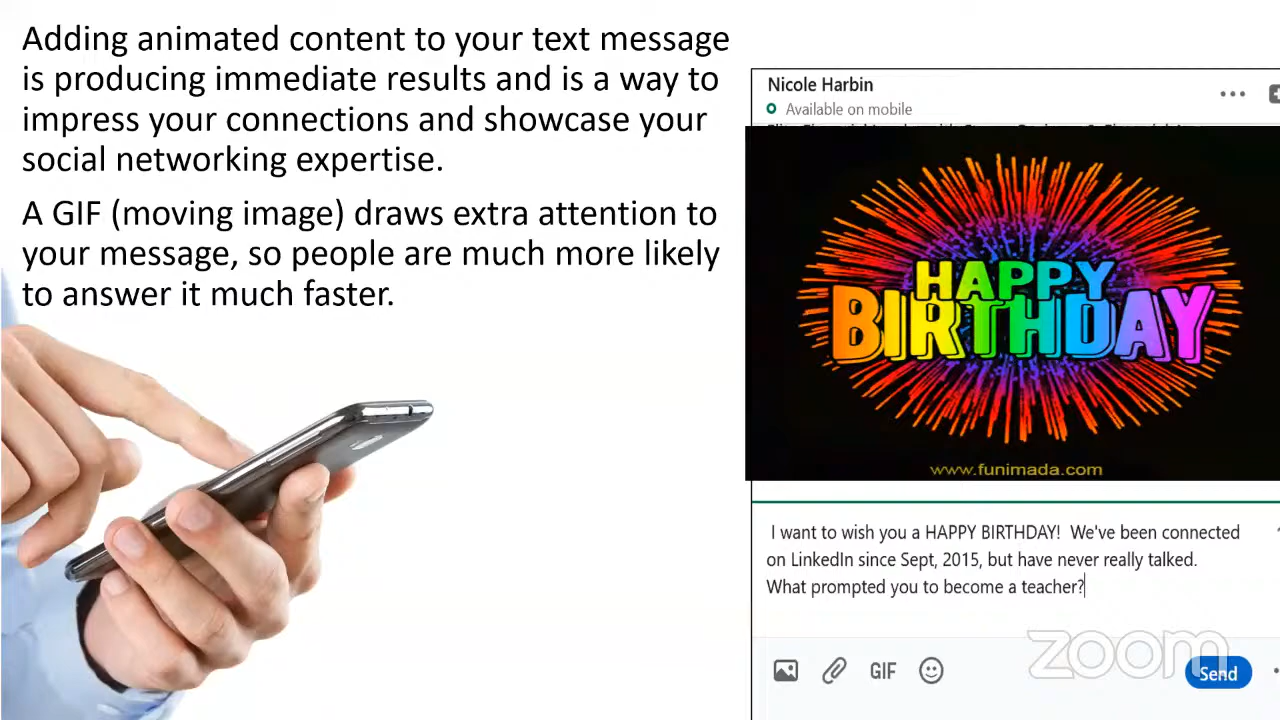 Adding animated content to your text message
is producing immediate results and is a way to
impress your connections and showcase your
social networking expertise.
A GIF (moving image) draws extra attention to
your message, so people are much more likely
to answer it much faster.
Nicole Harbin
Available on mobile
HAPPY
BIRTHDAY
www.funimada.com
I want to wish you a HAPPY BIRTHDAY! We've been connected
on LinkedIn since Sept, 2015, but have never really talked.
What prompted you to become a teacher?
zoom
GIF
Send